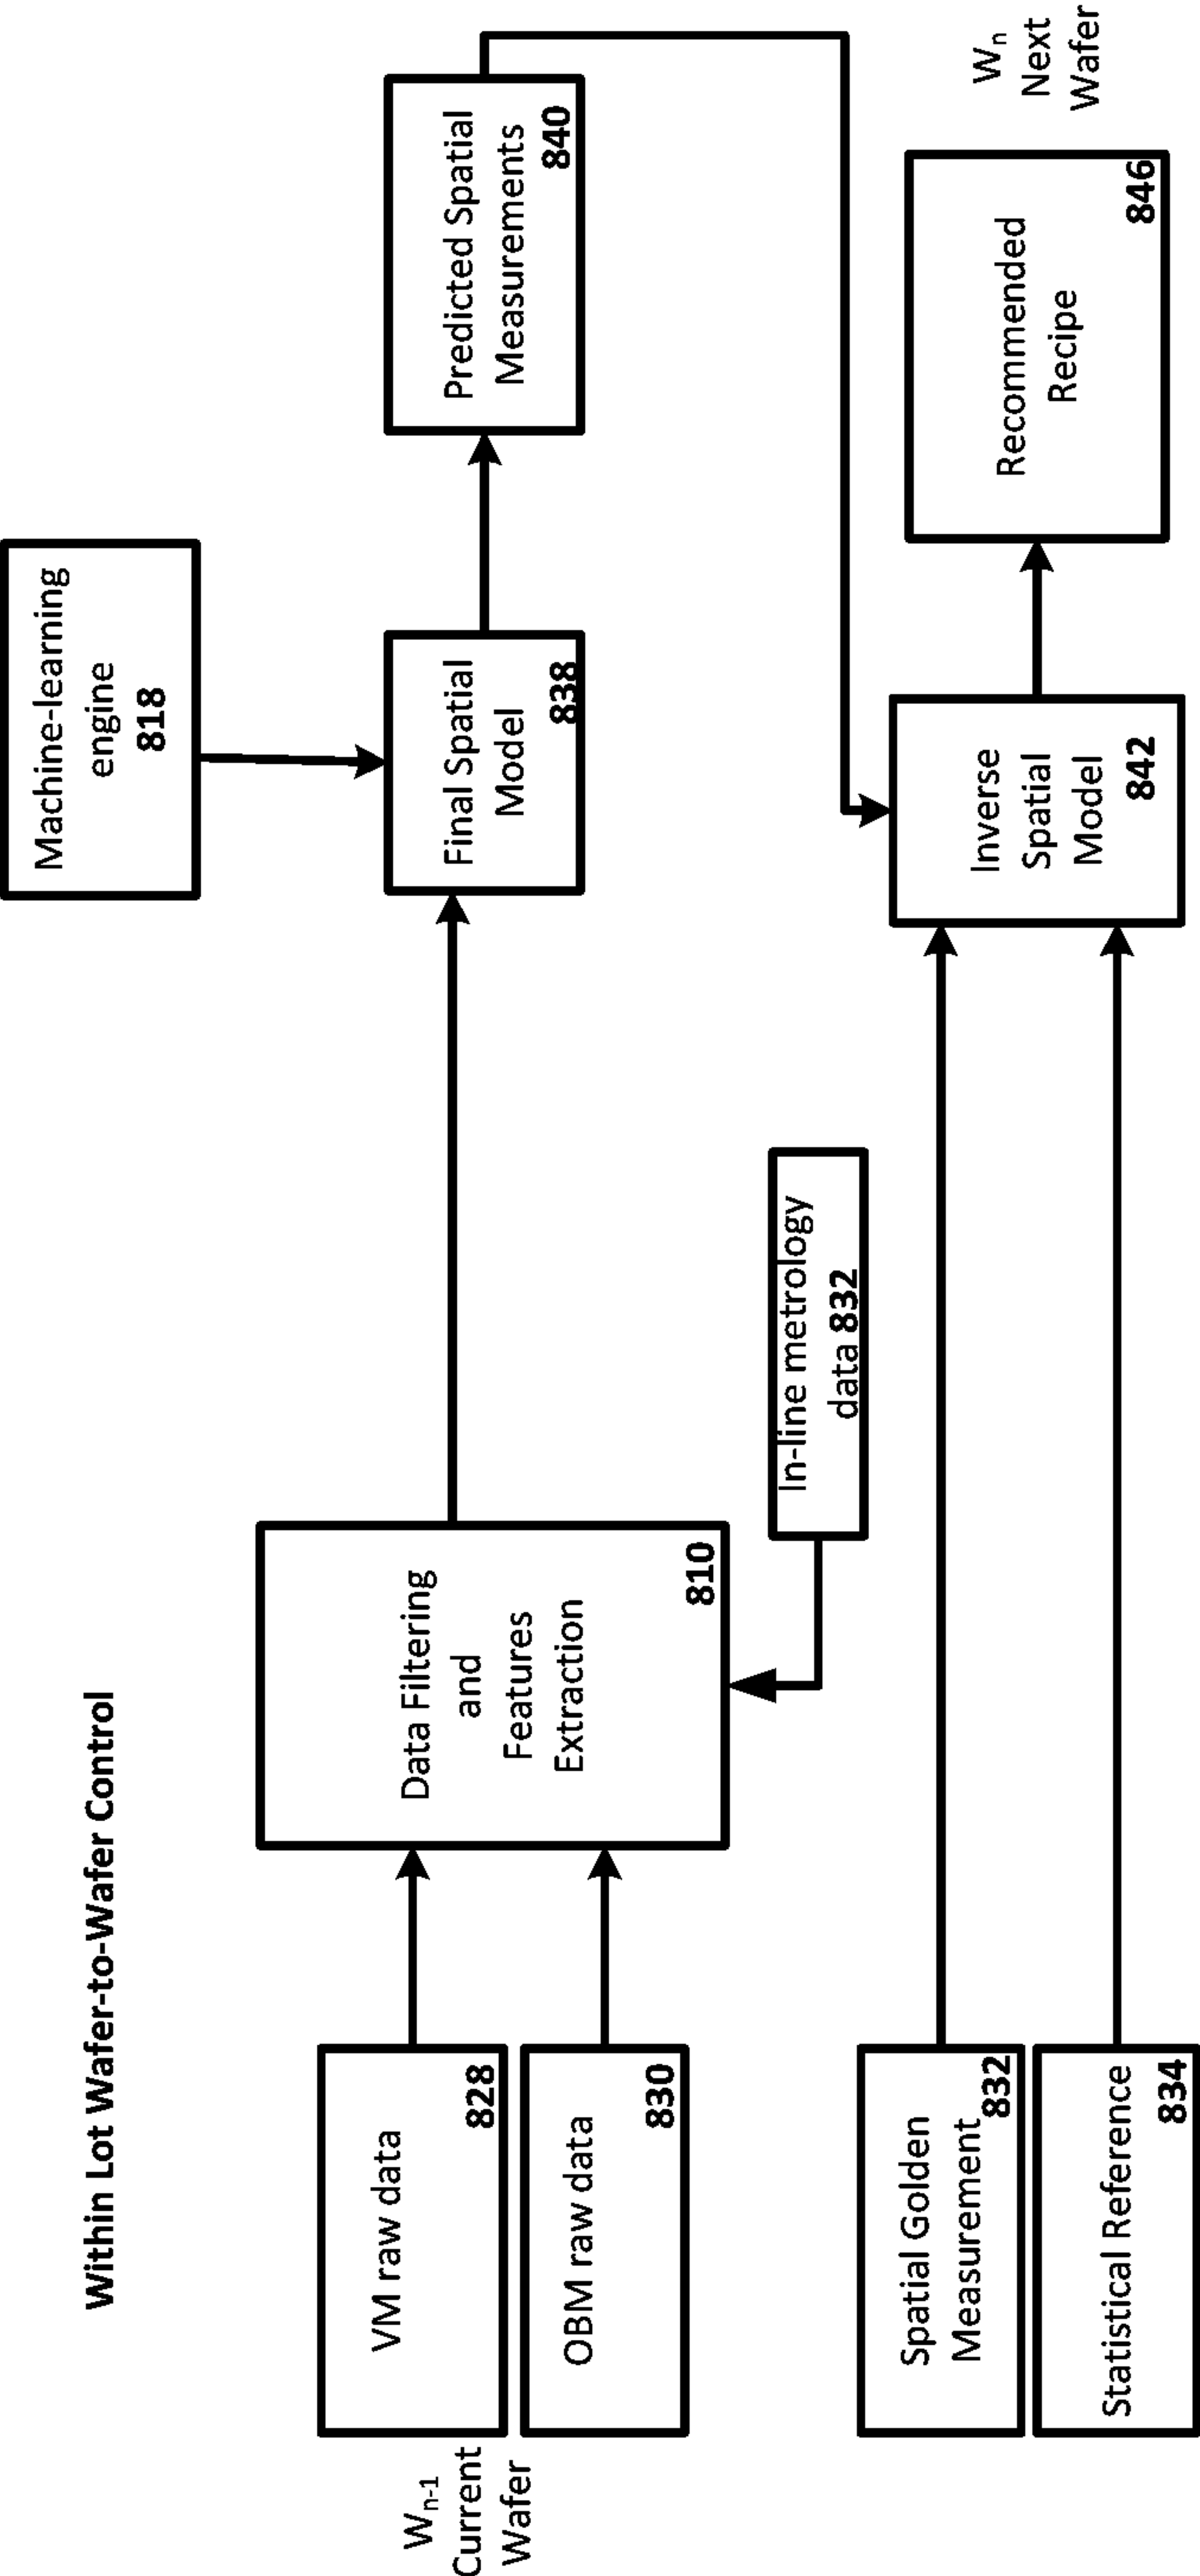 Within Lot Wafer-to-Wafer Control
Machine-learning
engine
818
W n-1
Current
Wafer
VM raw data
828
OBM raw data
830
Data Filtering
and
Features
Extraction
810
Final Spatial
Model
838
Predicted Spatial
Measurements
840
In-line metrology
data 832
Spatial Golden
Measurement
832
Statistical Reference
834
Inverse
Spatial
Model
842
Recommended
Recipe
846
W n
Next
Wafer